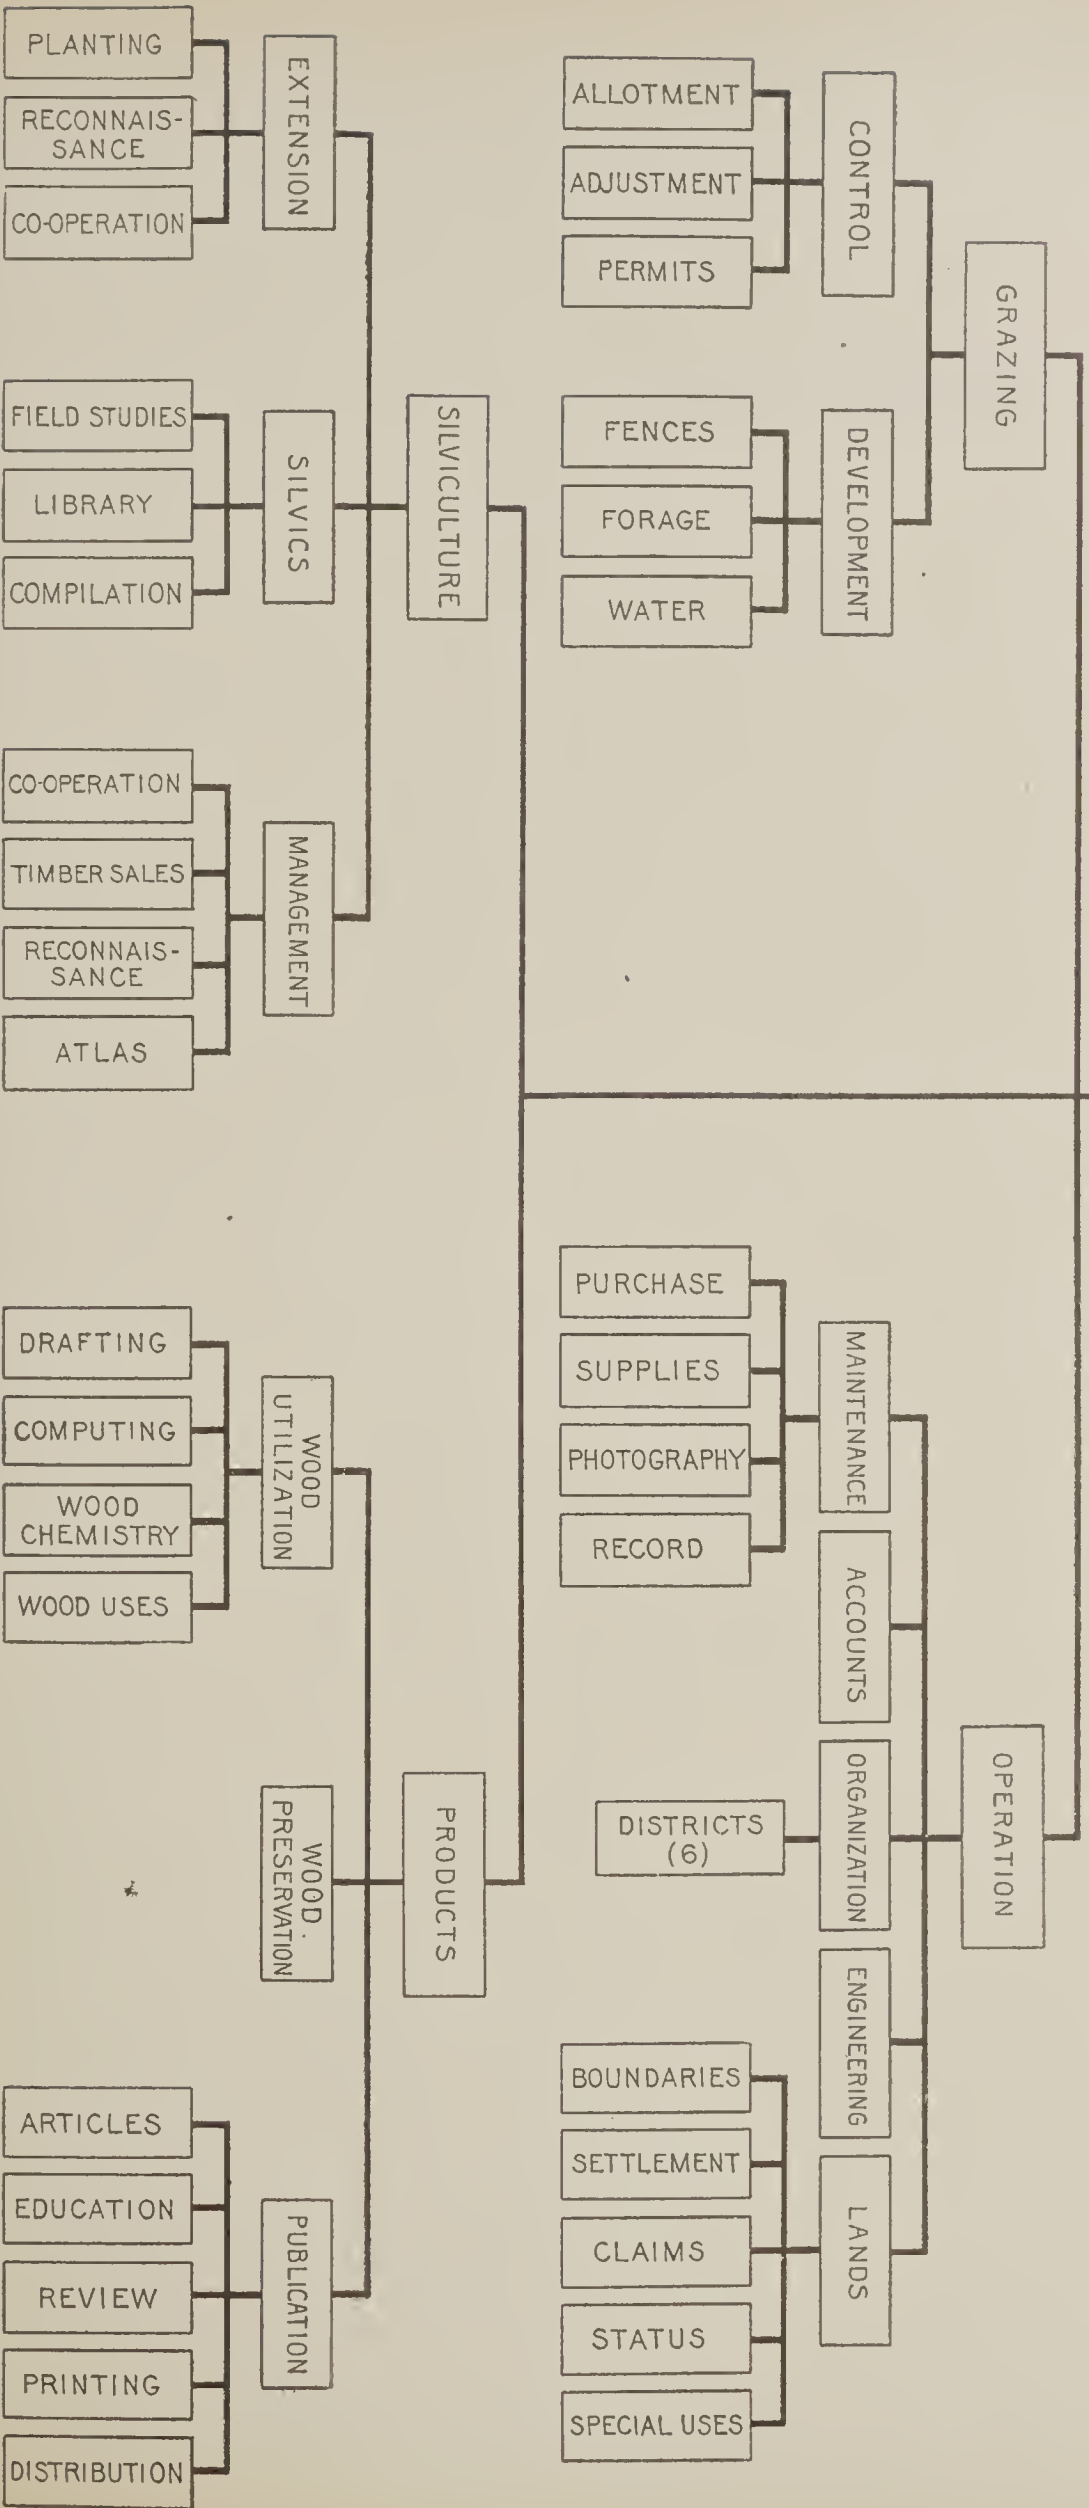 GRAZING
CONTROL
ALLOTMENT
ADJUSTMENT
PERMITS
DEVELOPMENT
FENCES
FORAGE
WATER
OPERATION
MAINTENANCE
PURCHASE
SUPPLIES
PHOTOGRAPHY
RECORD
ACCOUNTS
ORGANIZATION
DISTRICTS
(6)
ENGINEERING
LANDS
BOUNDARIES
SETTLEMENT
CLAIMS
STATUS
SPECIAL USES
SILVICULTURE
EXTENSION
PLANTING
RECONNAIS-
SANCE
CO-OPERATION
SILVICS
FIELD STUDIES
LIBRARY
COMPILATION
MANAGEMENT
CO-OPERATION
TIMBER SALES
RECONNAIS-
SANCE
ATLAS
PRODUCTS
WOOD
UTILIZATION
DRAFTING
COMPUTING
WOOD
CHEMISTRY
WOOD USES
WOOD
PRESERVATION
PUBLICATION
ARTICLES
EDUCATION
REVIEW
PRINTING
DISTRIBUTION